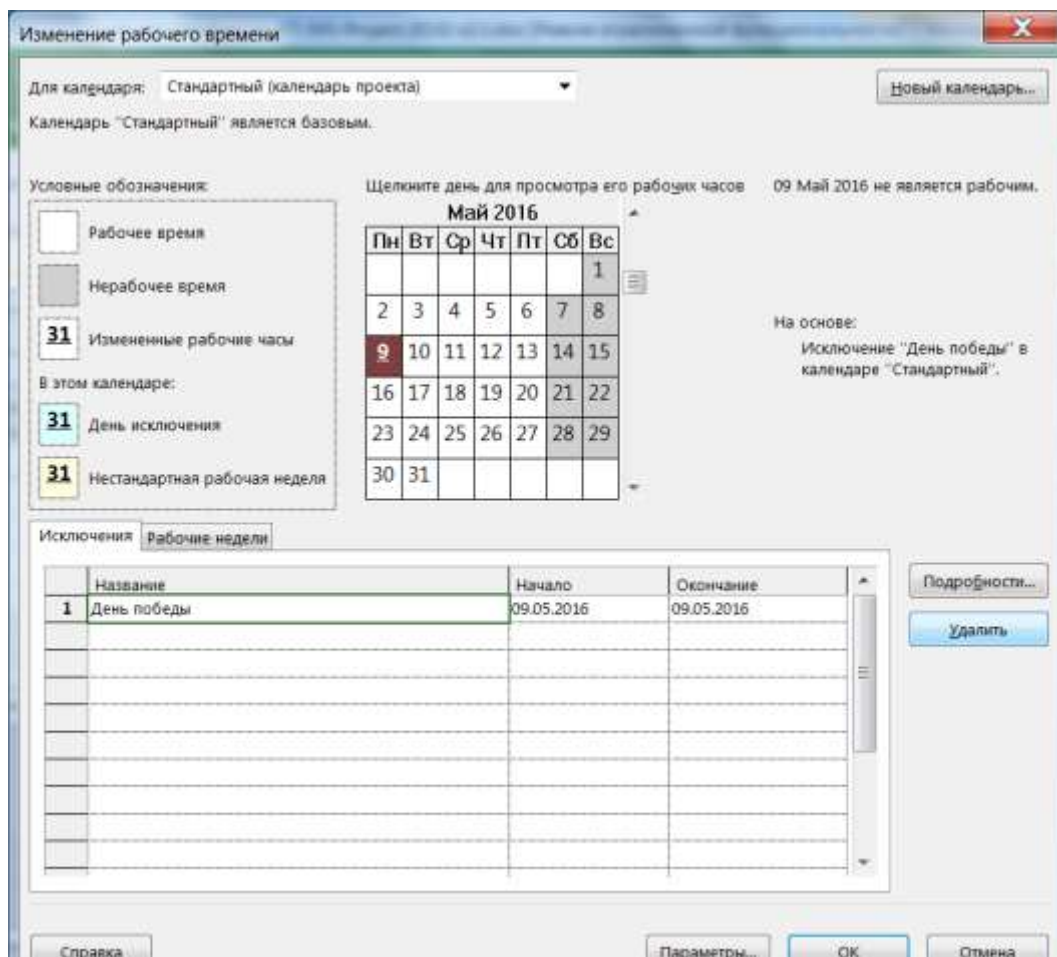 Изменение рабочего времени
Для календаря: Стандартный (календарь проекта)
Новый календарь...
Календарь "Стандартный" является базовым.
Условные обозначения:
Рабочее время
Нерабочее время
31 Измененные рабочие часы
В этом календаре:
31 День исключения
31 Нестандартная рабочая неделя
Щелкните день для просмотра его рабочих часов
Май 2016
Пн Вт Ср Чт Пт Сб Вс
1
2 3 4 5 6 7 8
9 10 11 12 13 14 15
16 17 18 19 20 21 22
23 24 25 26 27 28 29
30 31
09 Май 2016 не является рабочим.
На основе:
Исключение "День победы" в
календаре "Стандартный".
Исключения Рабочие недели
Название Начало Окончание
1 День победы 09.05.2016 09.05.2016
Подробности...
Удалить
Справка Параметры... ОК Отмена